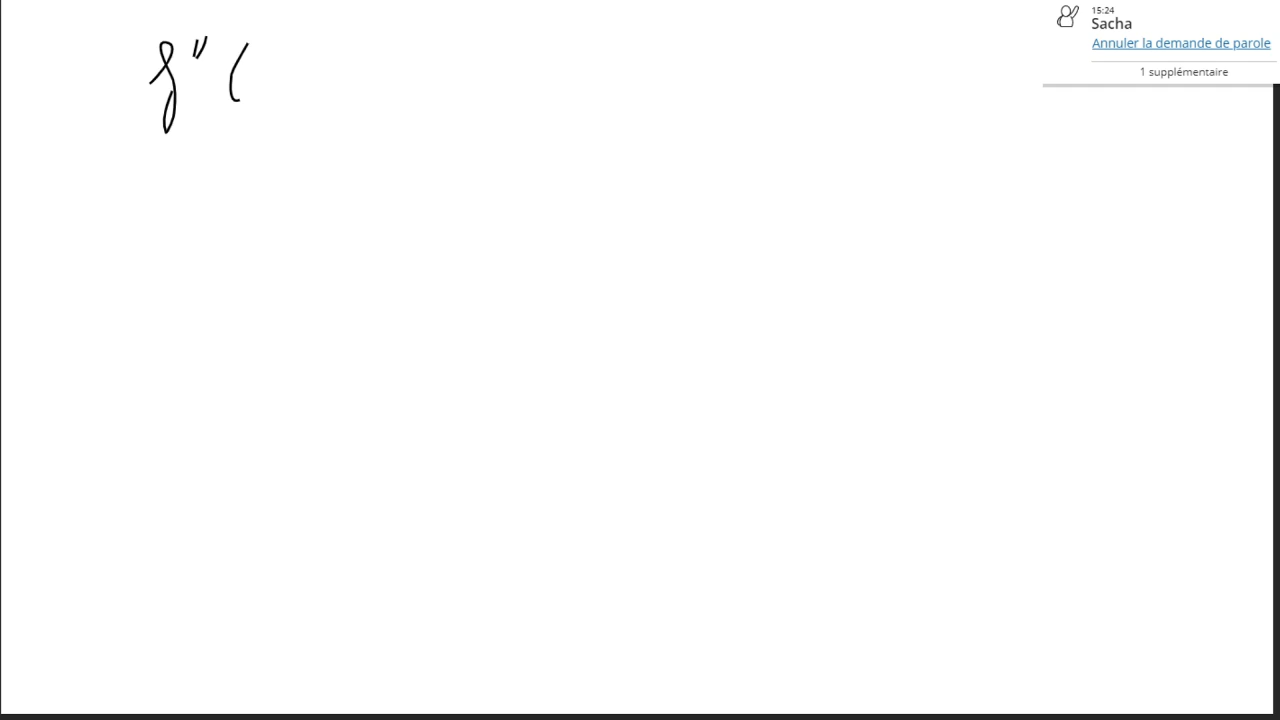 f''(
15:24
Sacha
Annuler la demande de parole
1 supplémentaire